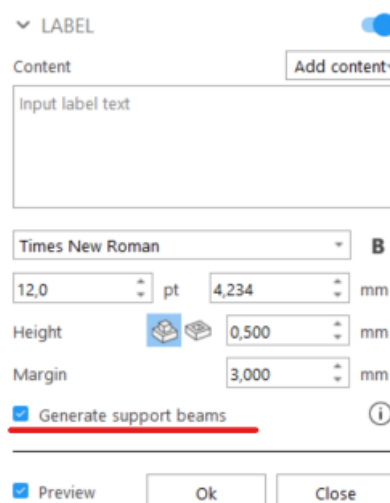 LABEL
Content Add content
Input label text
Times New Roman B
12,0 pt 4,234 mm
Height 0,500 mm
Margin 3,000 mm
Generate support beams
Preview Ok Close